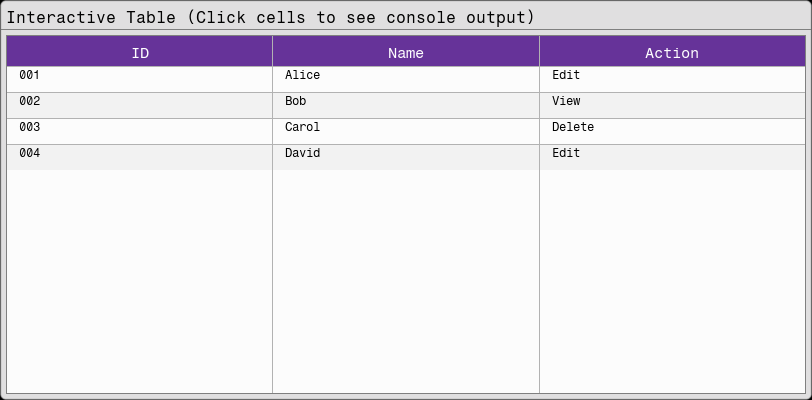 Interactive Table (Click cells to see console output)
ID Name Action
001 Alice Edit
002 Bob View
003 Carol Delete
004 David Edit